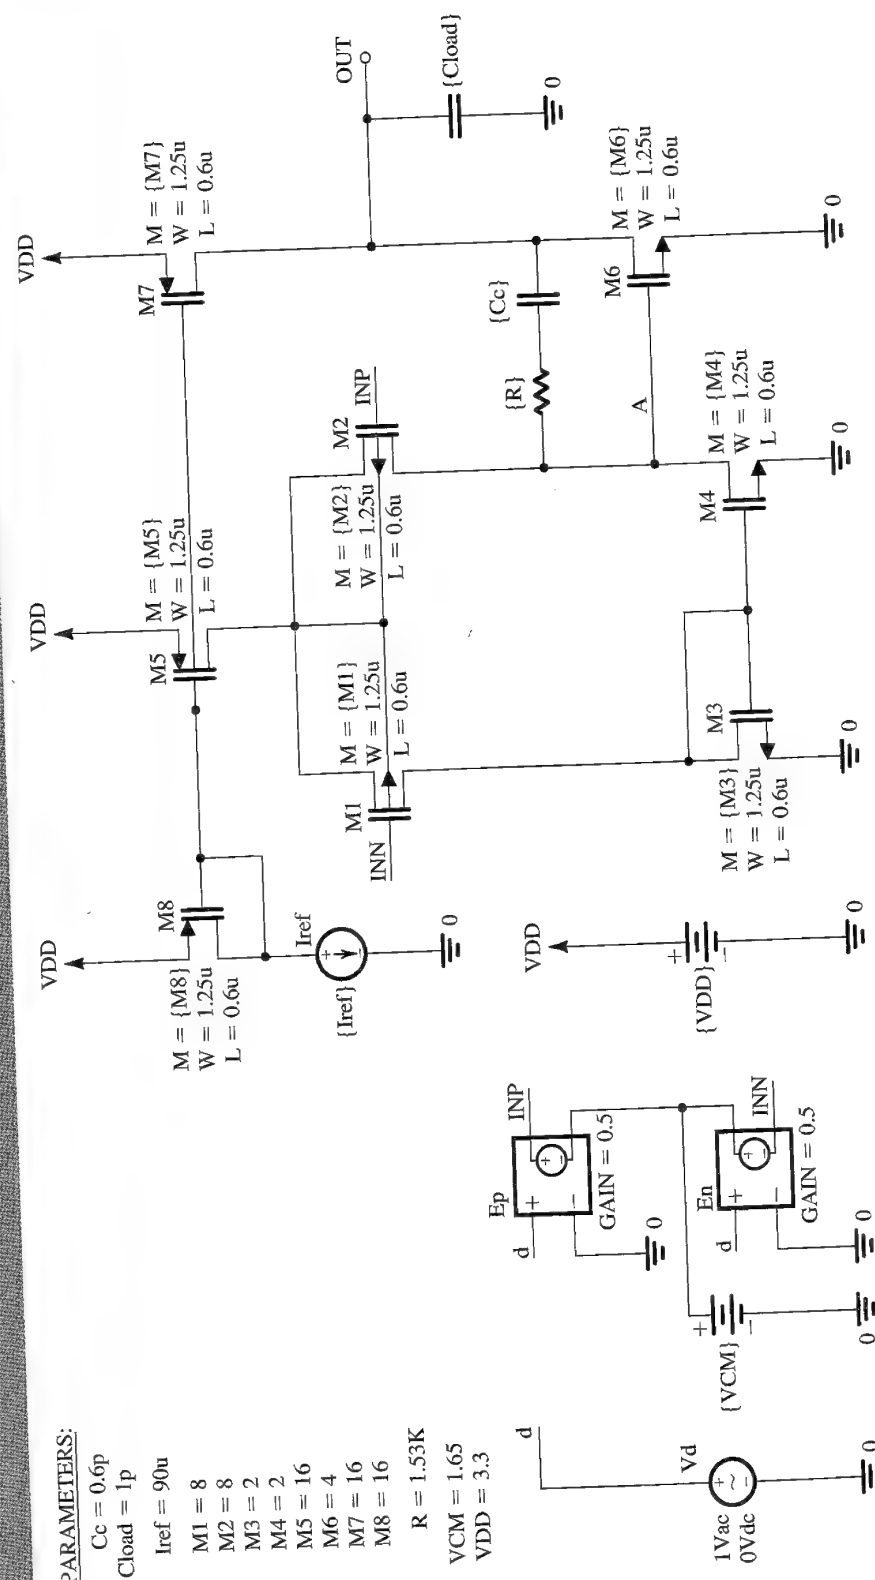 PARAMETERS:
Cc = 0.6p
Cload = 1p
Iref = 90u
M1 = 8
M2 = 8
M3 = 2
M4 = 2
M5 = 16
M6 = 4
M7 = 16
M8 = 16
R = 1.53K
VCM = 1.65
VDD = 3.3
VDD
M8
M = {M8}
W = 1.25u
L = 0.6u
Iref
{Iref}
0
VDD
M5
M = {M5}
W = 1.25u
L = 0.6u
VDD
M7
M = {M7}
W = 1.25u
L = 0.6u
OUT
{Cload}
0
INN
M1
M = {M1}
W = 1.25u
L = 0.6u
M2
INP
M = {M2}
W = 1.25u
L = 0.6u
{R}
{Cc}
A
M6
M = {M6}
W = 1.25u
L = 0.6u
0
M3
M = {M3}
W = 1.25u
L = 0.6u
0
M4
M = {M4}
W = 1.25u
L = 0.6u
0
d
Vd
1Vac
0Vdc
0
{VCM}
0
Ep
d
INP
GAIN = 0.5
0
En
d
INN
GAIN = 0.5
0
VDD
{VDD}
0